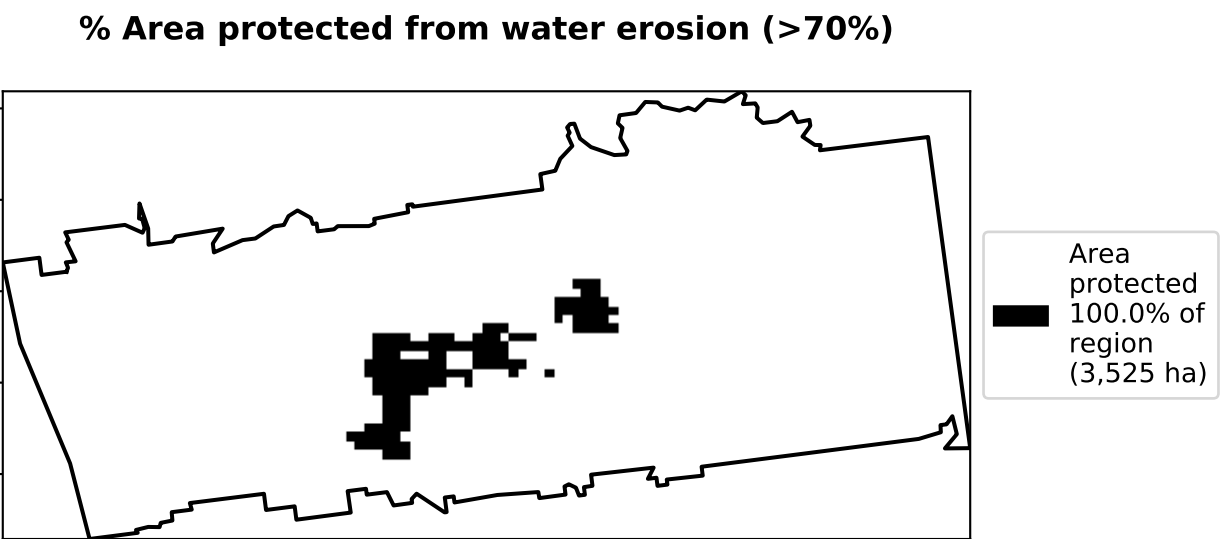 % Area protected from water erosion (>70%)
Area
protected
100.0% of
region
(3,525 ha)